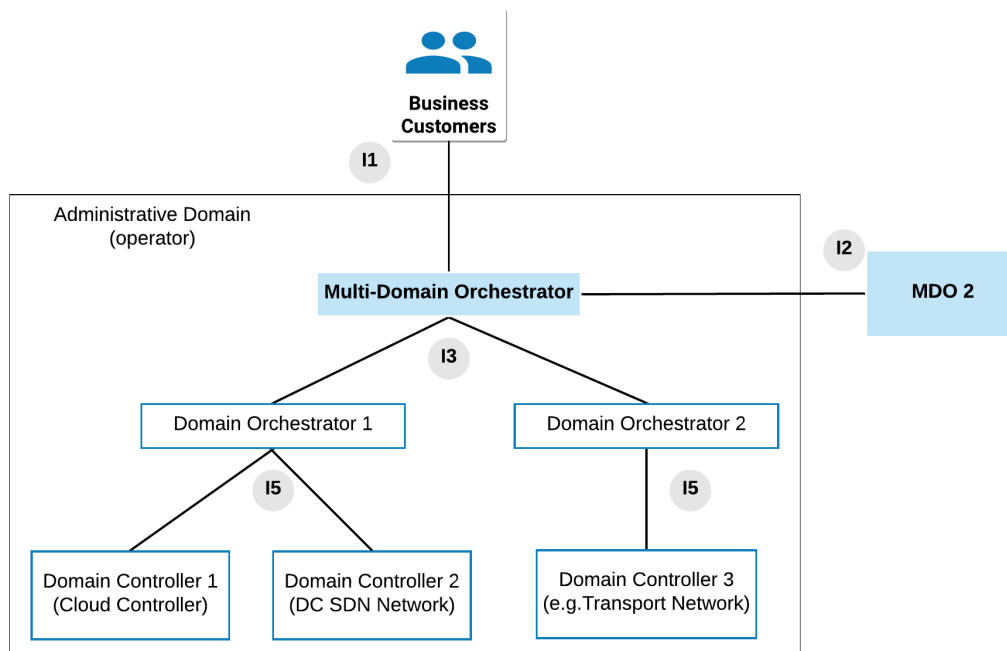 Business
Customers
I1
Administrative Domain
(operator)
I2
Multi-Domain Orchestrator
MDO 2
I3
Domain Orchestrator 1
Domain Orchestrator 2
I5
I5
Domain Controller 1
(Cloud Controller)
Domain Controller 2
(DC SDN Network)
Domain Controller 3
(e.g.Transport Network)